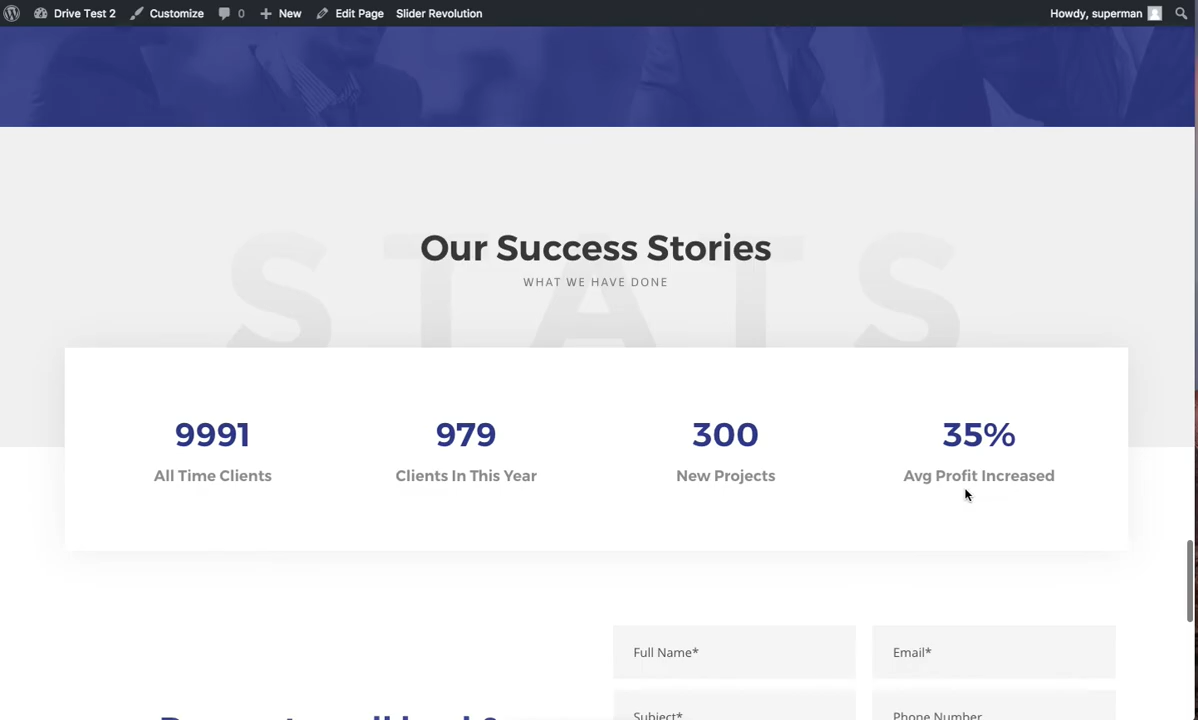 Drive Test 2 Customize 0 New Edit Page Slider Revolution Howdy, superman
STATS
Our Success Stories
WHAT WE HAVE DONE
9991 979 300 35%
All Time Clients Clients In This Year New Projects Avg Profit Increased
Full Name* Email*
Subject* Phone Number